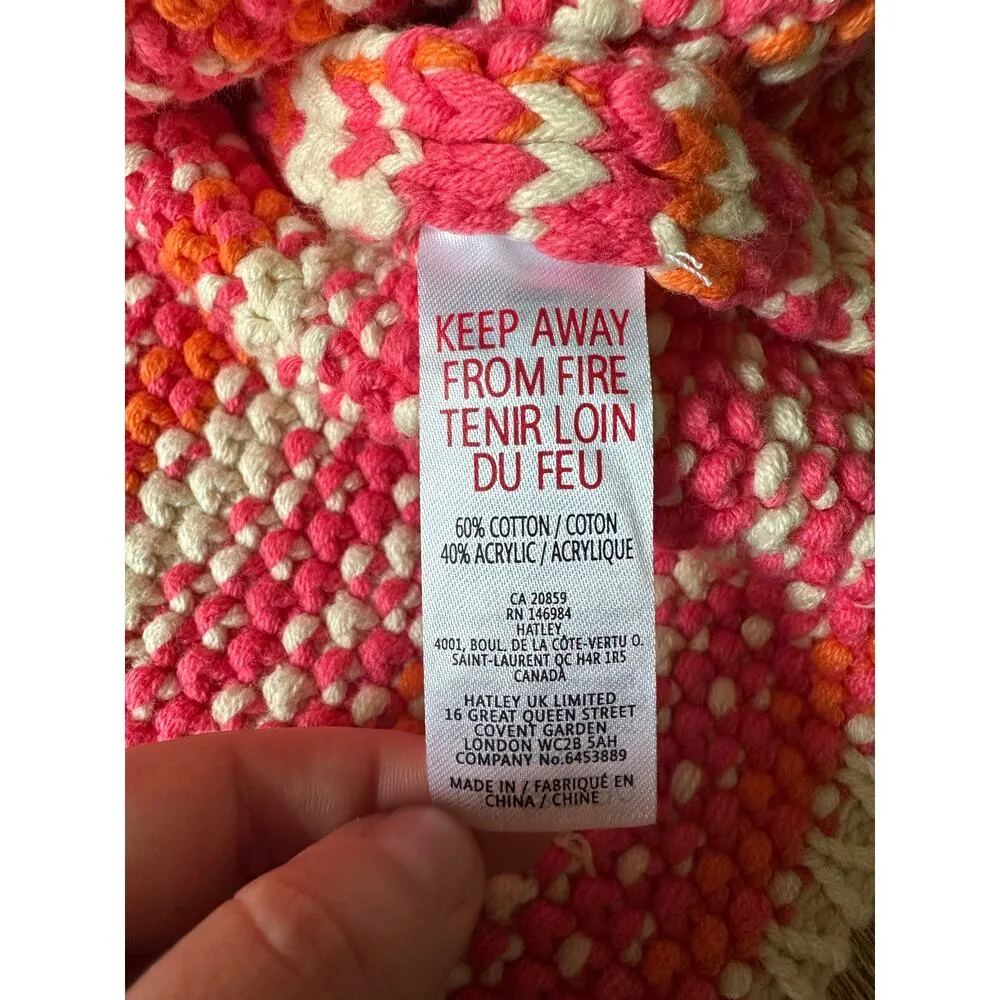 KEEP AWAY
FROM FIRE
TENIR LOIN
DU FEU
60% COTTON / COTON
40% ACRYLIC / ACRYLIQUE
CA 20859
RN 146984
HATLEY
4001, BOUL. DE LA CÔTE-VERTU O.
SAINT-LAURENT QC H4R 1R5
CANADA
HATLEY UK LIMITED
16 GREAT QUEEN STREET
COVENT GARDEN
LONDON WC2B 5AH
COMPANY No.6453889
MADE IN / FABRIQUÉ EN
CHINA / CHINE